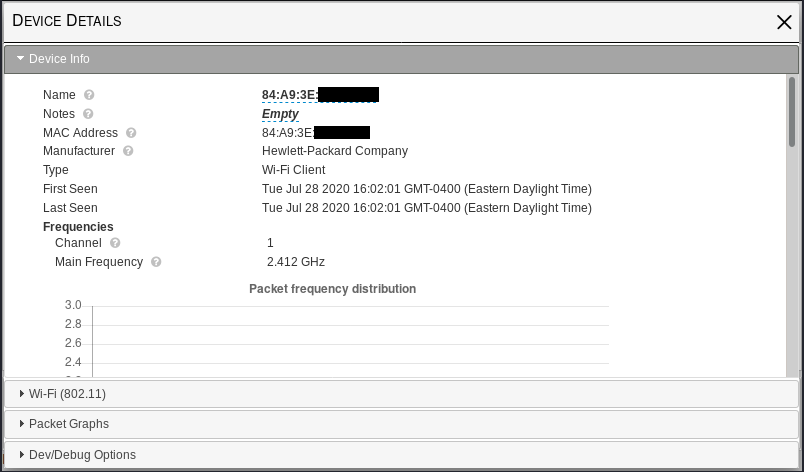 DEVICE DETAILS
Device Info
Name 84:A9:3E:
Notes Empty
MAC Address 84:A9:3E:
Manufacturer Hewlett-Packard Company
Type Wi-Fi Client
First Seen Tue Jul 28 2020 16:02:01 GMT-0400 (Eastern Daylight Time)
Last Seen Tue Jul 28 2020 16:02:01 GMT-0400 (Eastern Daylight Time)
Frequencies
Channel 1
Main Frequency 2.412 GHz
Packet frequency distribution
3.0
2.8
2.6
2.4
Wi-Fi (802.11)
Packet Graphs
Dev/Debug Options